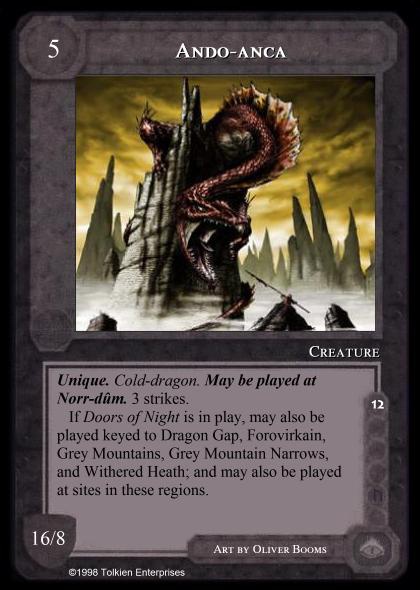 5
ANDO-ANCA
CREATURE
Unique. Cold-dragon. May be played at
Norr-dûm. 3 strikes.
If Doors of Night is in play, may also be
played keyed to Dragon Gap, Forovirkain,
Grey Mountains, Grey Mountain Narrows,
and Withered Heath; and may also be played
at sites in these regions.
12
16/8
ART BY OLIVER BOOMS
©1998 Tolkien Enterprises